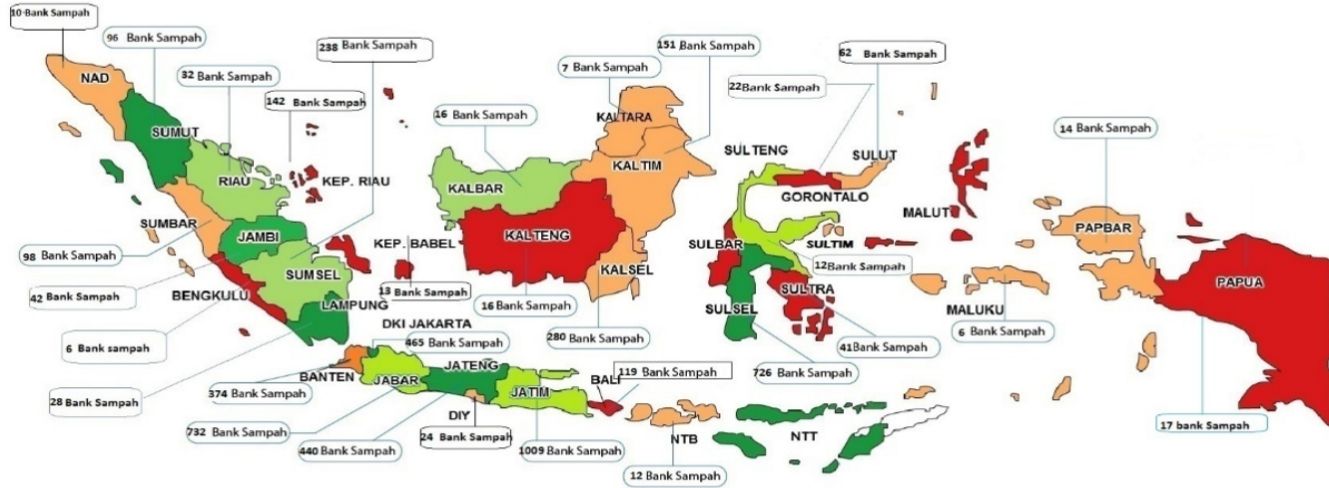 10 Bank Sampah
96 Bank Sampah
238 Bank Sampah
151 Bank Sampah
62 Bank Sampah
7 Bank Sampah
32 Bank Sampah
22Bank Sampah
NAD
142 Bank Sampah
16 Bank Sampah
KALTARA
14 Bank Sampah
SUMUT
SULTENG
SULUT
KALTIM
RIAU
KEP. RIAU
KALBAR
GORONTALO
MALUT
SUMBAR
PAPBAR
JAMBI
KEP. BABEL
KALTENG
SULBAR
SULTIM
98 Bank Sampah
SUMSEL
KALSEL
12Bank Sampah
PAPUA
BENGKULU
42 Bank Sampah
13 Bank Sampah
SULTRA
LAMPUNG
16 Bank Sampah
SULSEL
MALUKU
DKI JAKARTA
6 Bank Sampah
6 Bank sampah
465 Bank Sampah
280 Bank Sampah
41Bank Sampah
BANTEN
JATENG
JABAR
BALI
119 Bank Sampah
726 Bank Sampah
374 Bank Sampah
JATIM
28 Bank Sampah
DIY
17 bank Sampah
732 Bank Sampah
24 Bank Sampah
NTB
NTT
440 Bank Sampah
1009 Bank Sampah
12 Bank Sampah